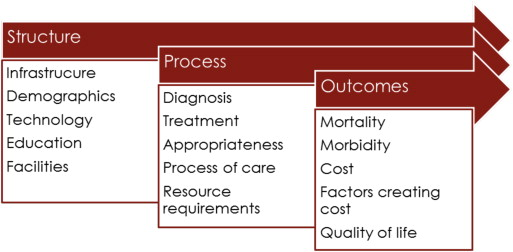 Structure
Infrastrucure
Demographics
Technology
Education
Facilities
Process
Diagnosis
Treatment
Appropriateness
Process of care
Resource
requirements
Outcomes
Mortality
Morbidity
Cost
Factors creating
cost
Quality of life